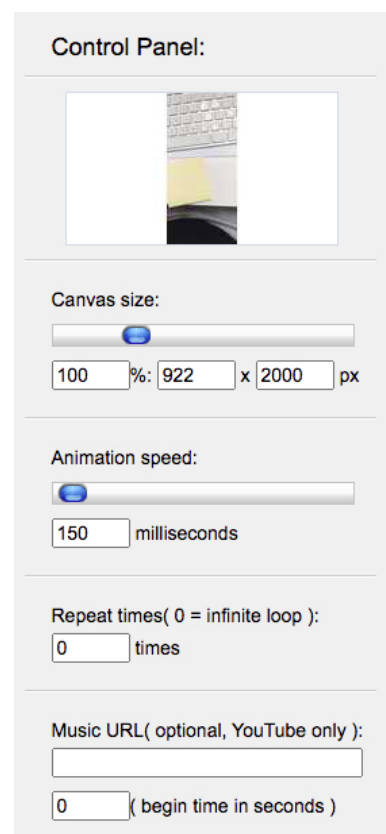 Control Panel:
Canvas size:
100 %: 922 x 2000 px
Animation speed:
150 milliseconds
Repeat times( 0 = infinite loop ):
0 times
Music URL( optional, YouTube only ):
0 ( begin time in seconds )